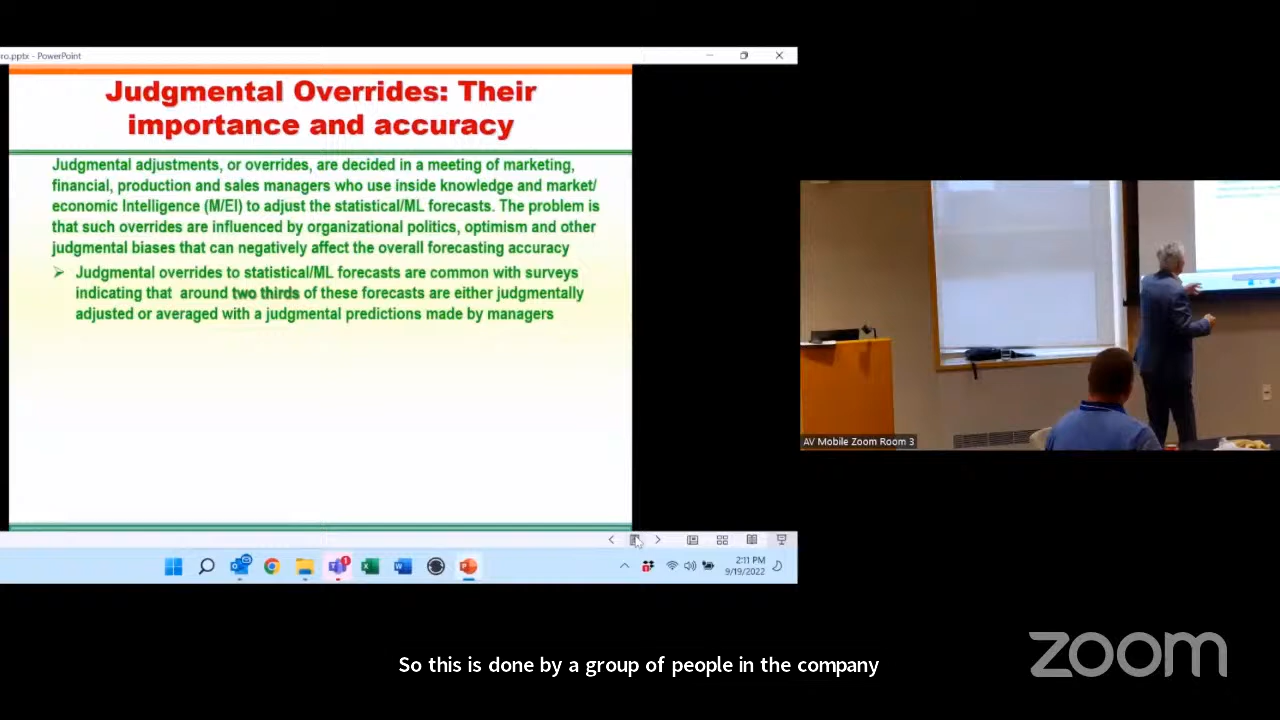 ro.pptx - PowerPoint
Judgmental Overrides: Their
importance and accuracy
Judgmental adjustments, or overrides, are decided in a meeting of marketing,
financial, production and sales managers who use inside knowledge and market/
economic Intelligence (M/EI) to adjust the statistical/ML forecasts. The problem is
that such overrides are influenced by organizational politics, optimism and other
judgmental biases that can negatively affect the overall forecasting accuracy
➢ Judgmental overrides to statistical/ML forecasts are common with surveys
indicating that around two thirds of these forecasts are either judgmentally
adjusted or averaged with a judgmental predictions made by managers
2:11 PM
9/19/2022
AV Mobile Zoom Room 3
So this is done by a group of people in the company
zoom